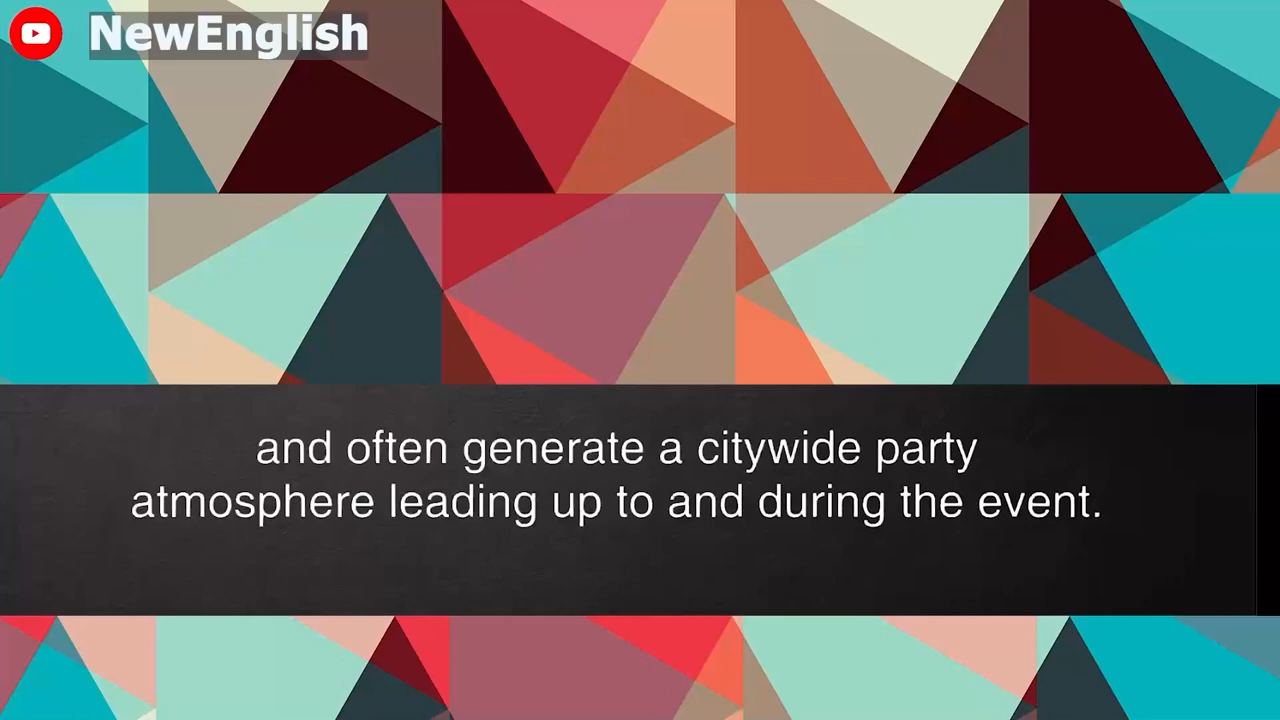 NewEnglish
and often generate a citywide party
atmosphere leading up to and during the event.